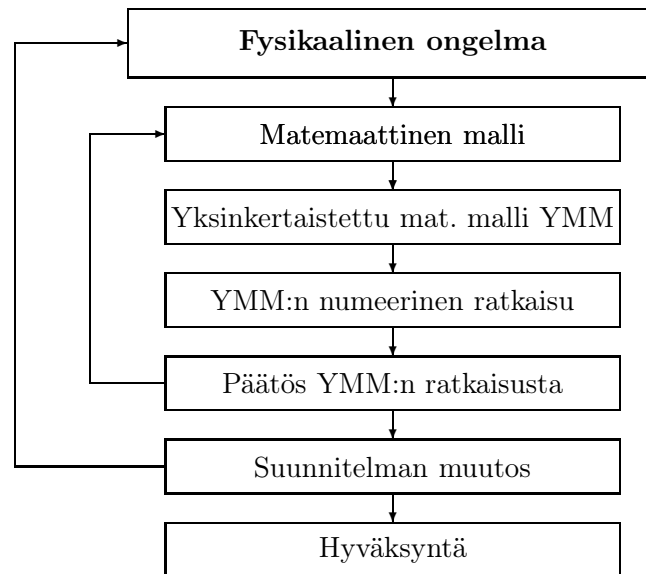 Fysikaalinen ongelma
Matemaattinen malli
Yksinkertaistettu mat. malli YMM
YMM:n numeerinen ratkaisu
Päätös YMM:n ratkaisusta
Suunnitelman muutos
Hyväksyntä